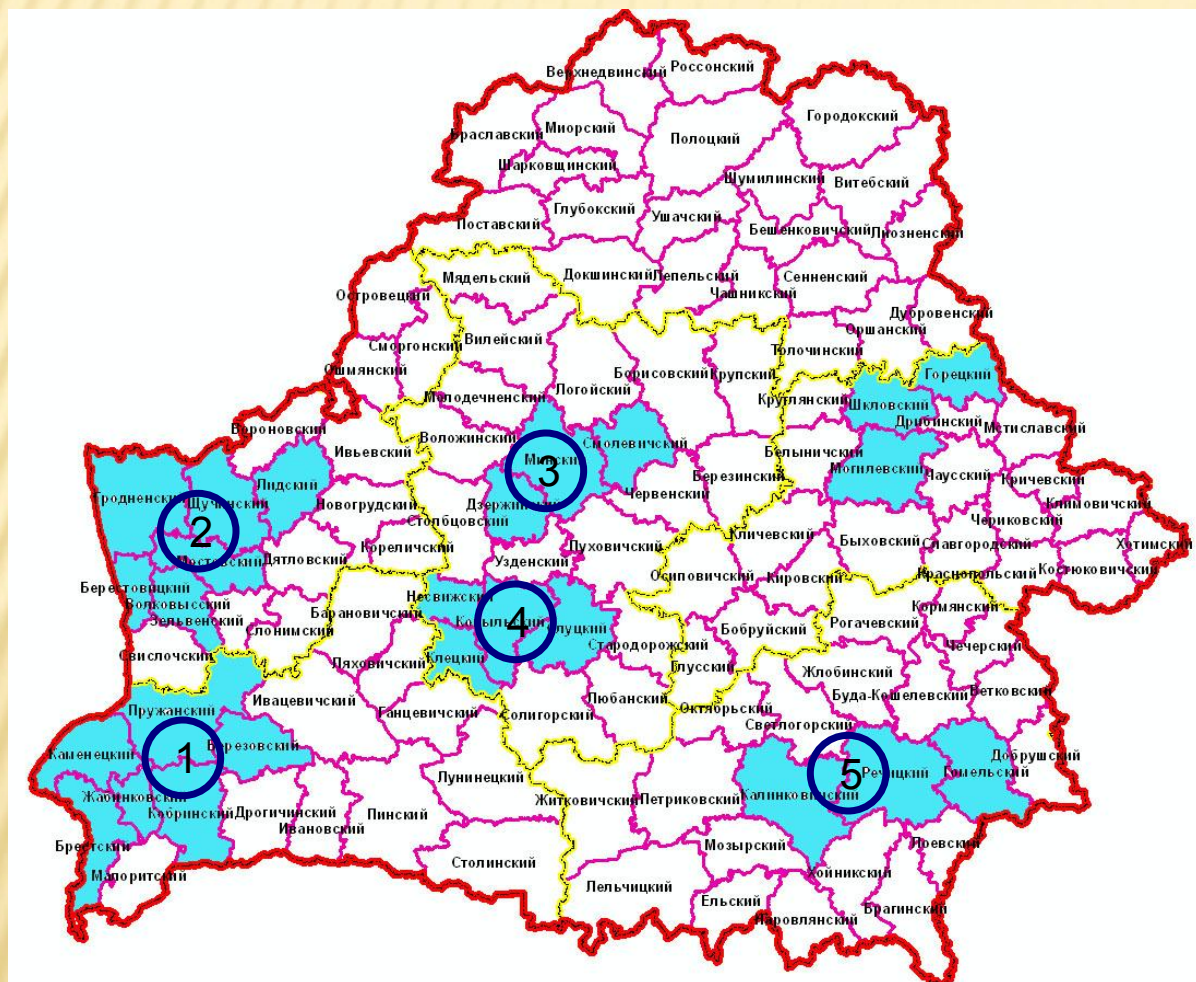 Верхнедвинский
Россонский
Городокский
Браславский
Миорский
Полоцкий
Шарковщинский
Шумилинский
Витебский
Глубокский
Ушачский
Поставский
Бешенковичский
Лиозненский
Мядельский
Докшинский
Лепельский
Сенненский
Чашникский
Островецкий
Дубровенский
Оршанский
Сморгонский
Вилейский
Толочинский
Ошмянский
Борисовский
Крупский
Горецкий
Логойский
Молодечненский
Круглянский
Шкловский
Дрибинский
Мстиславский
Вороновский
Воложинский
Смолевичский
Ивьевский
Минский
3
Белыничский
Могилевский
Чаусский
Кричевский
Гродненский
Лидский
Щучинский
Новогрудский
Дзержинский
Червенский
Березинский
Климовичский
2
Столбцовский
Чериковский
Мостовский
Дятловский
Кореличский
Узденский
Пуховичский
Кличевский
Быховский
Славгородский
Хотимский
Берестовицкий
Волковысский
Зельвенский
Слонимский
Барановичский
Несвижский
Копыльский
4
Слуцкий
Осиповичский
Кировский
Краснопольский
Костюковичский
Кормянский
Бобруйский
Рогачевский
Свислочский
Ляховичский
Клецкий
Стародорожский
Глусский
Чечерский
Жлобинский
Ивацевичский
Ганцевичский
Любанский
Солигорский
Октябрьский
Буда-Кошелевский
Ветковский
Светлогорский
Пружанский
Каменецкий
1
Березовский
Добрушский
Лунинецкий
5
Речицкий
Гомельский
Жабинковский
Кобринский
Дрогичинский
Ивановский
Пинский
Житковичский
Петриковский
Калинковичский
Брестский
Малоритский
Столинский
Мозырский
Лоевский
Хойникский
Лельчицкий
Ельский
Наровлянский
Брагинский